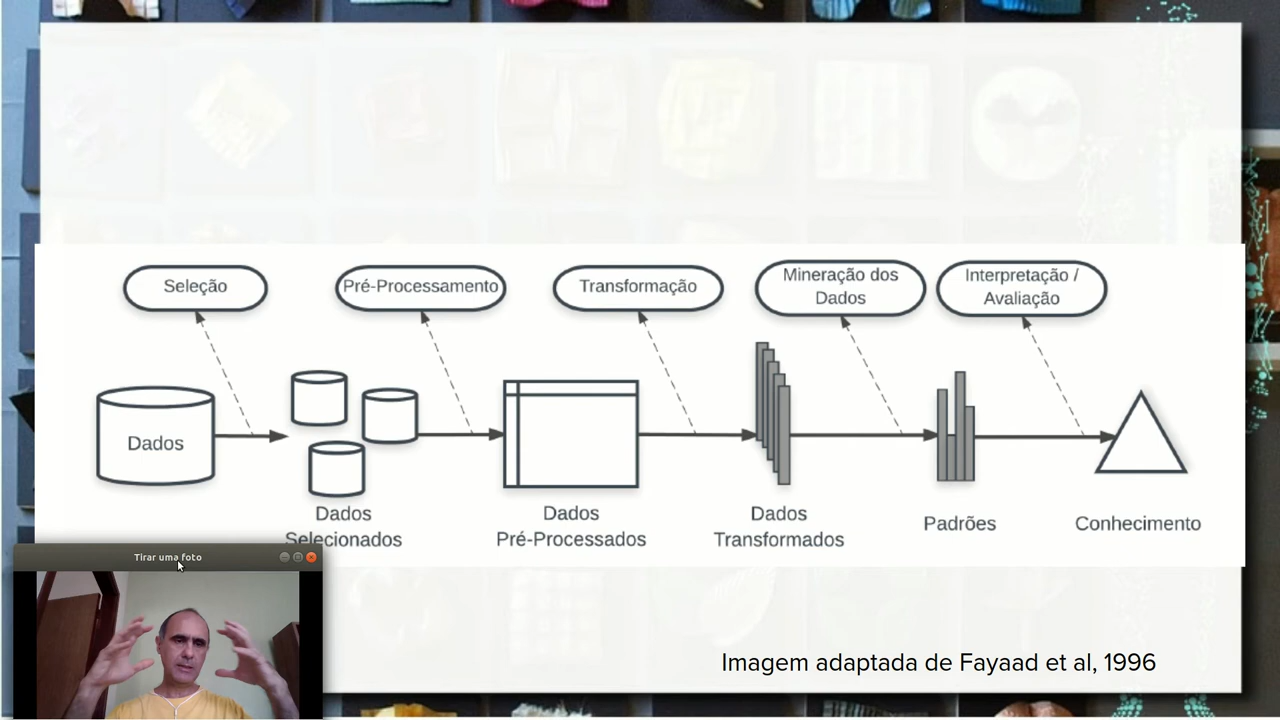 Seleção
Pré-Processamento
Transformação
Mineração dos
Dados
Interpretação /
Avaliação
Dados
Dados
Selecionados
Dados
Pré-Processados
Dados
Transformados
Padrões
Conhecimento
Tirar uma foto
Imagem adaptada de Fayaad et al, 1996